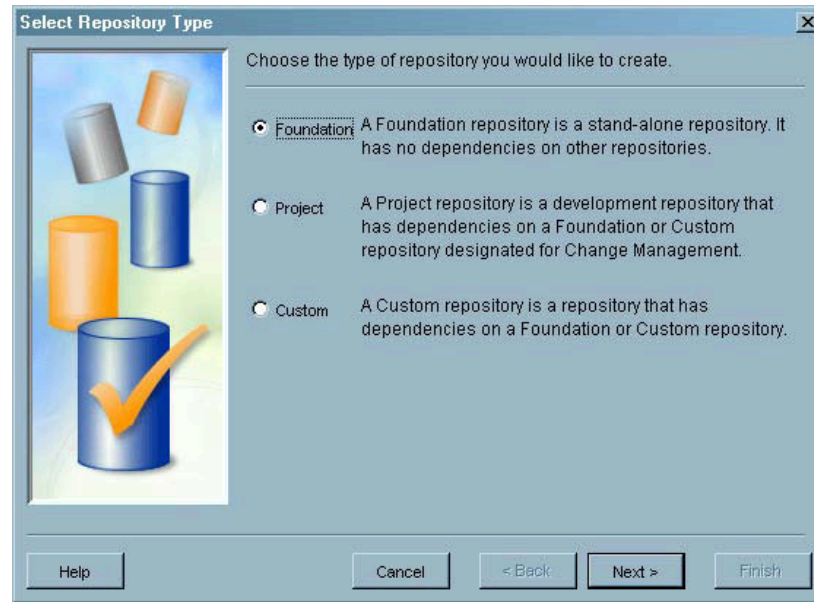 Select Repository Type
Choose the type of repository you would like to create.
Foundation A Foundation repository is a stand-alone repository. It
has no dependencies on other repositories.
Project A Project repository is a development repository that
has dependencies on a Foundation or Custom
repository designated for Change Management.
Custom A Custom repository is a repository that has
dependencies on a Foundation or Custom repository.
Help Cancel < Back Next > Finish